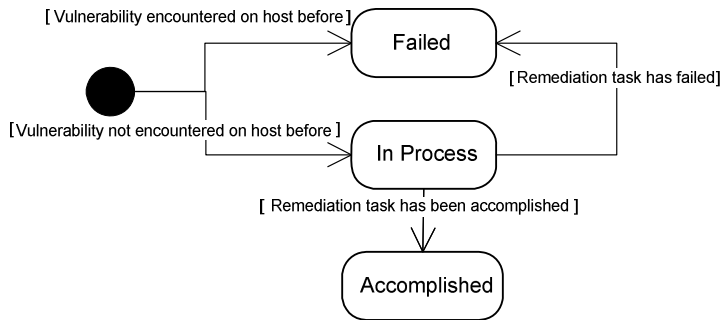 [ Vulnerability encountered on host before]
Failed
[Remediation task has failed]
[Vulnerability not encountered on host before ]
In Process
[ Remediation task has been accomplished ]
Accomplished